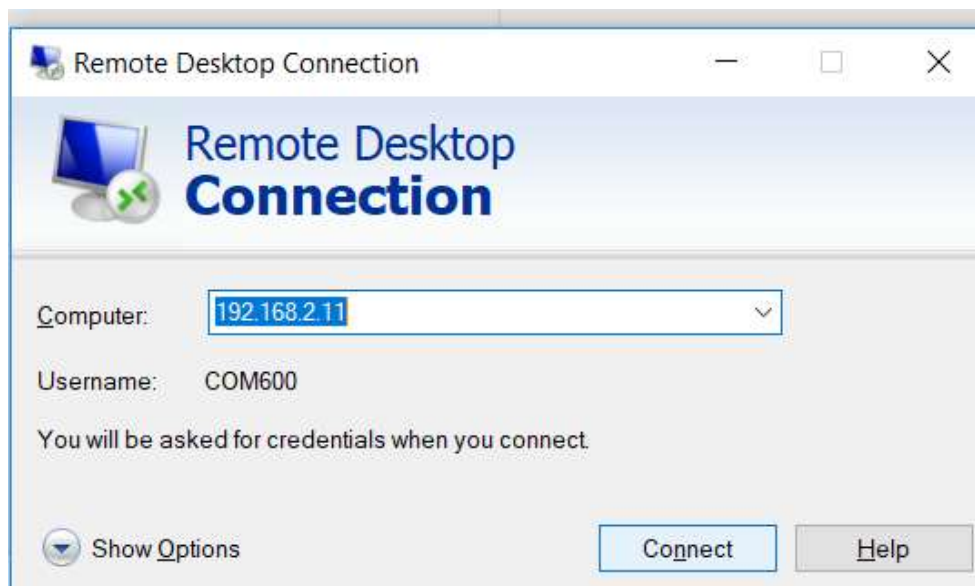 Remote Desktop Connection
Remote Desktop
Connection
Computer: 192.168.2.11
Username: COM600
You will be asked for credentials when you connect.
Show Options Connect Help